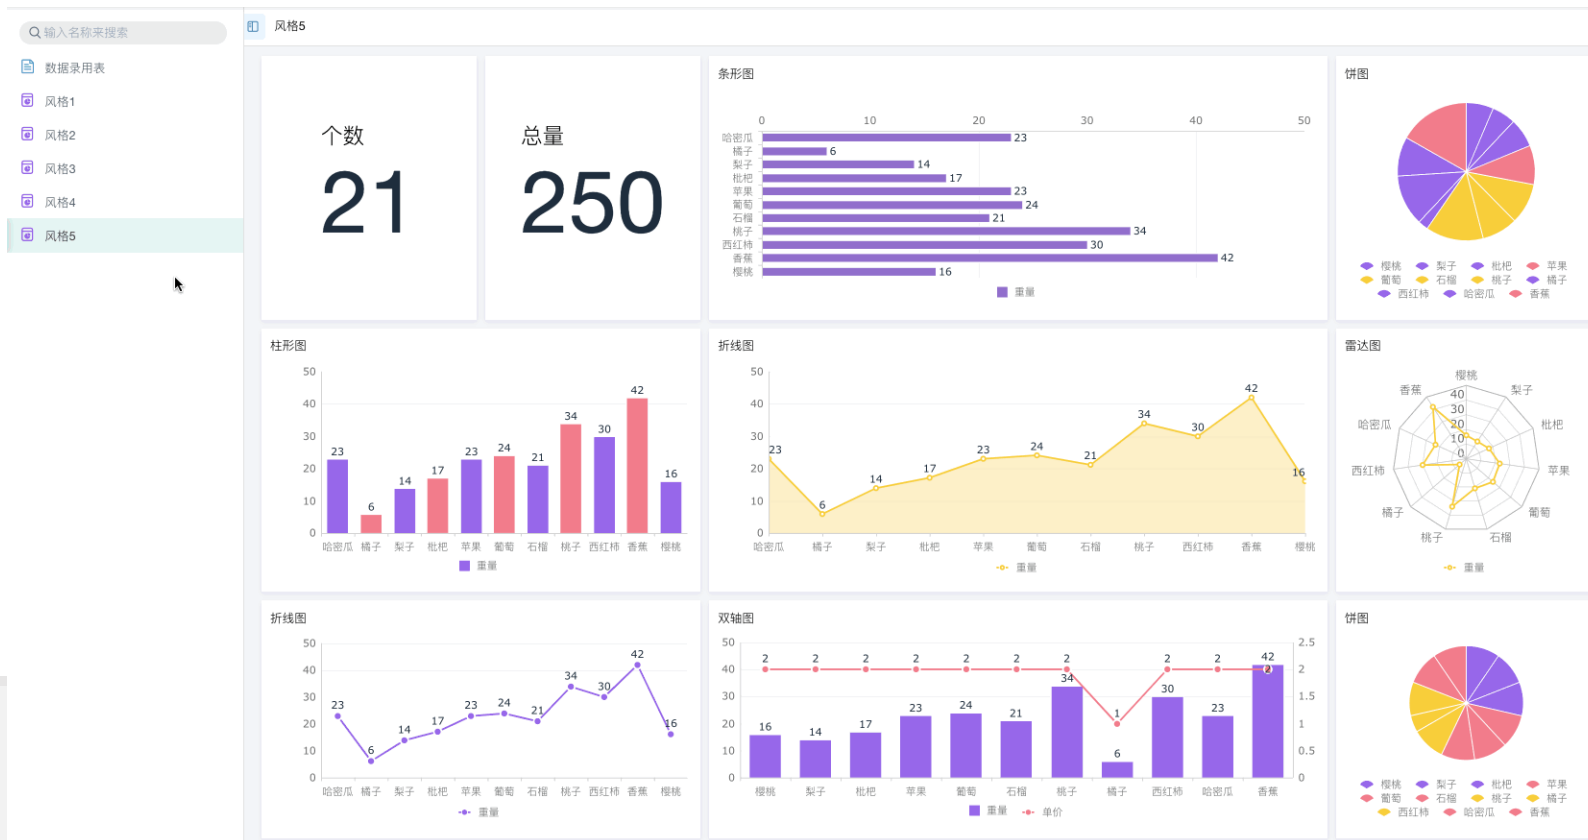 输入名称来搜索
数据录用表
风格1
风格2
风格3
风格4
风格5
风格5
个数
21
总量
250
条形图
0 10 20 30 40 50
哈密瓜 23
橘子 6
梨子 14
枇杷 17
苹果 23
葡萄 24
石榴 21
桃子 34
西红柿 30
香蕉 42
樱桃 16
重量
饼图
樱桃 梨子 枇杷 苹果
葡萄 石榴 桃子 橘子
西红柿 哈密瓜 香蕉
柱形图
50
40
30
20
10
0
23 6 14 17 23 24 21 34 30 42 16
哈密瓜 橘子 梨子 枇杷 苹果 葡萄 石榴 桃子 西红柿 香蕉 樱桃
重量
折线图
50
40
30
20
10
0
23 6 14 17 23 24 21 34 30 42 16
哈密瓜 橘子 梨子 枇杷 苹果 葡萄 石榴 桃子 西红柿 香蕉 樱桃
重量
雷达图
樱桃
香蕉 梨子
哈密瓜 枇杷
西红柿 苹果
橘子 葡萄
桃子 石榴
40
30
20
10
0
重量
折线图
50
40
30
20
10
0
23 6 14 17 23 24 21 34 30 42 16
哈密瓜 橘子 梨子 枇杷 苹果 葡萄 石榴 桃子 西红柿 香蕉 樱桃
重量
双轴图
50
40
30
20
10
0
2.5
2
1.5
1
0.5
0
2 2 2 2 2 2 2 1 2 2 2
16 14 17 23 24 21 34 6 30 23 42
樱桃 梨子 枇杷 苹果 葡萄 石榴 桃子 橘子 西红柿 哈密瓜 香蕉
重量 单价
饼图
樱桃 梨子 枇杷 苹果
葡萄 石榴 桃子 橘子
西红柿 哈密瓜 香蕉